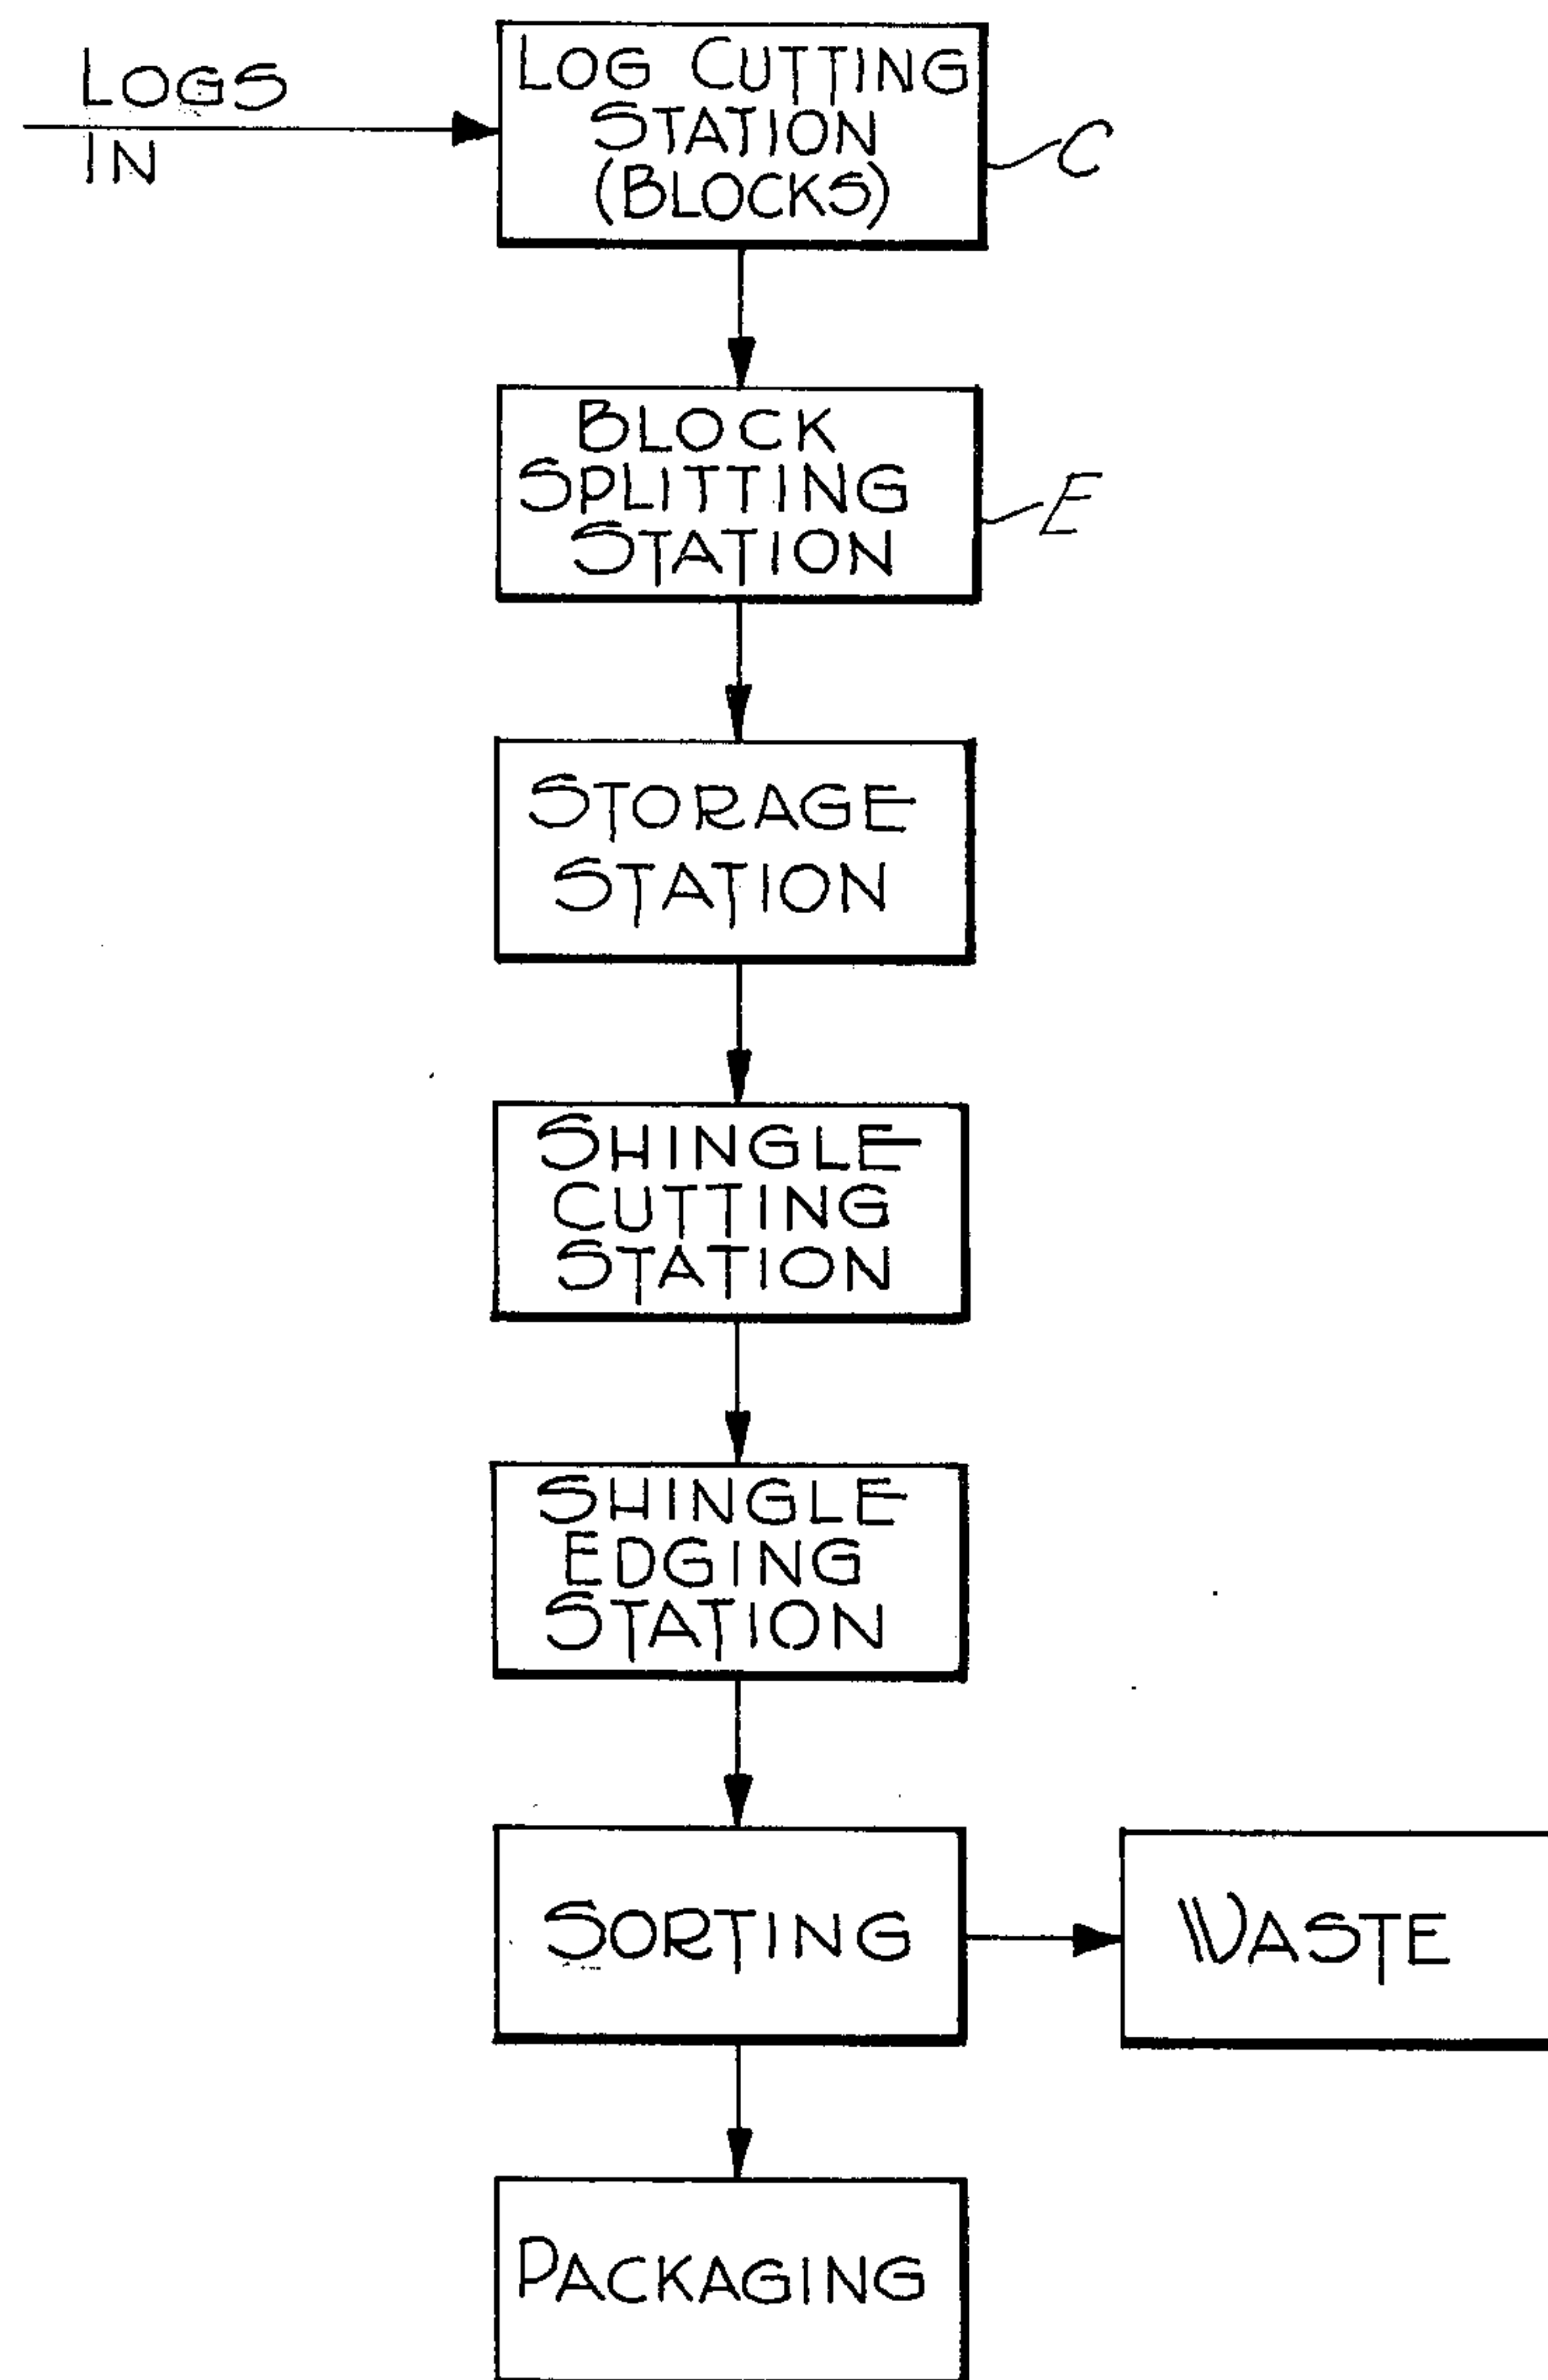 LOGS
IN
LOG CUTTING
STATION
(BLOCKS)
C
BLOCK
SPLITTING
STATION
E
STORAGE
STATION
SHINGLE
CUTTING
STATION
SHINGLE
EDGING
STATION
SORTING
WASTE
PACKAGING